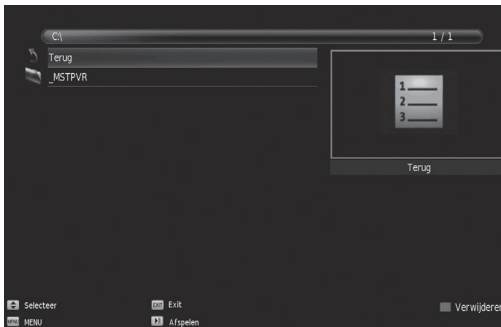 C:\
1 / 1
Terug
_MSTPVR
1
2
3
Terug
Selecteer
EXIT Exit
Verwijderen
MENU MENU
Afspelen